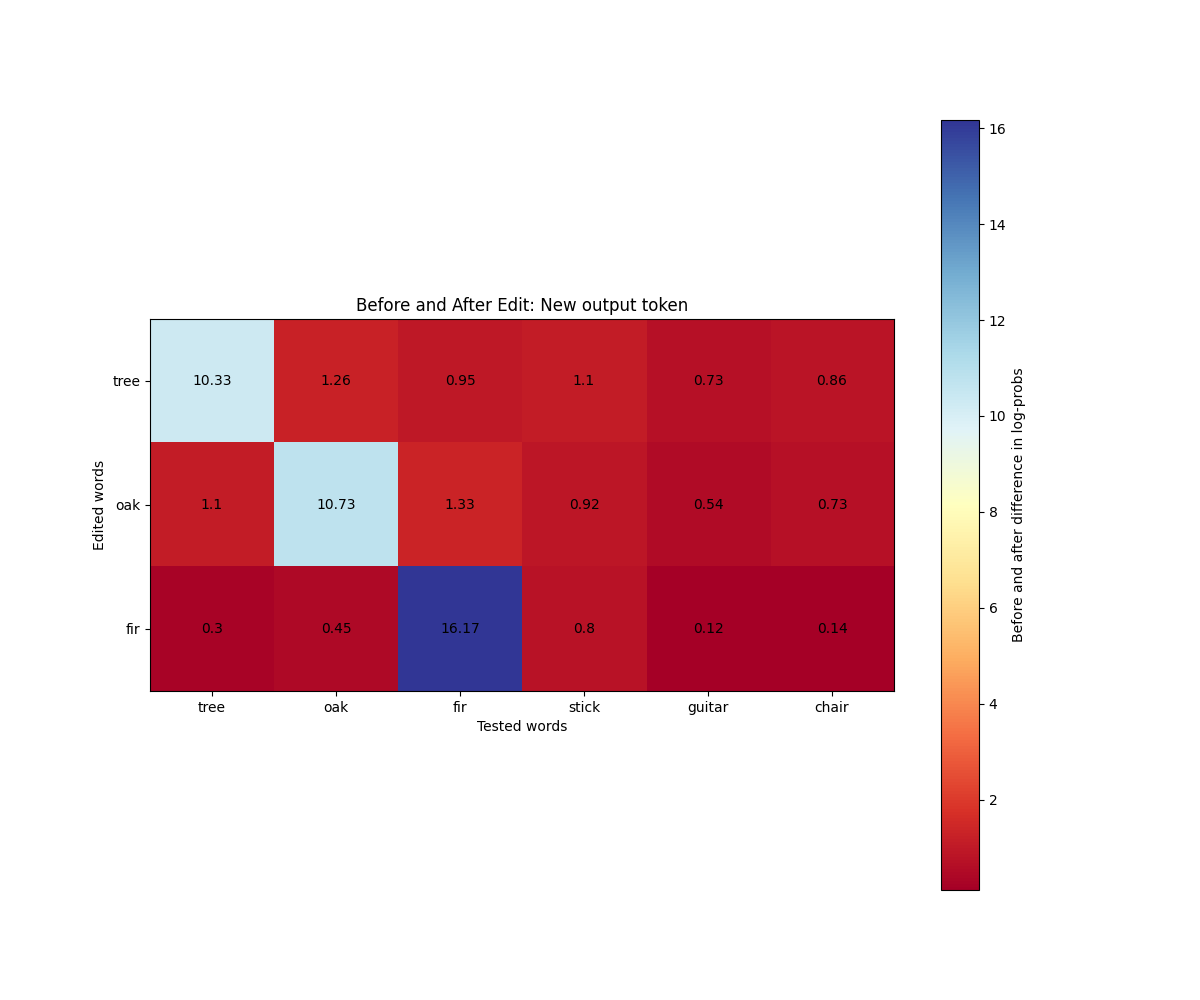 Before and After Edit: New output token
Edited words
tree 10.33 1.26 0.95 1.1 0.73 0.86
oak 1.1 10.73 1.33 0.92 0.54 0.73
fir 0.3 0.45 16.17 0.8 0.12 0.14
tree oak fir stick guitar chair
Tested words
16
14
12
10
8
6
4
2
Before and after difference in log-probs